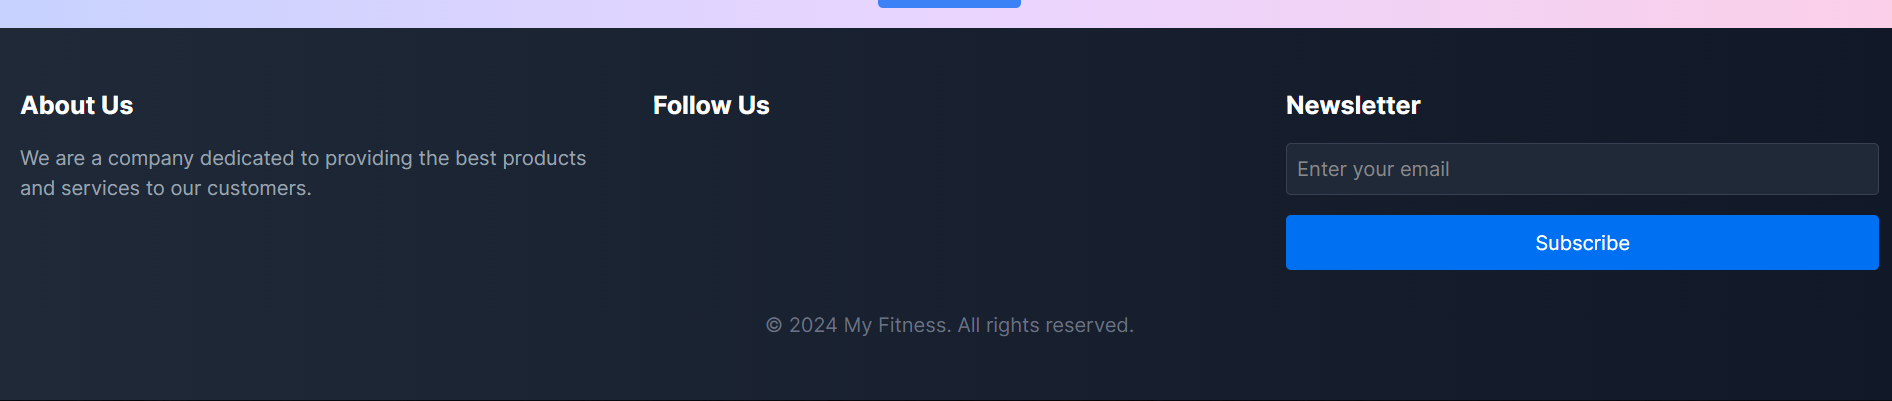 About Us
We are a company dedicated to providing the best products
and services to our customers.
Follow Us
Newsletter
Enter your email
Subscribe
© 2024 My Fitness. All rights reserved.